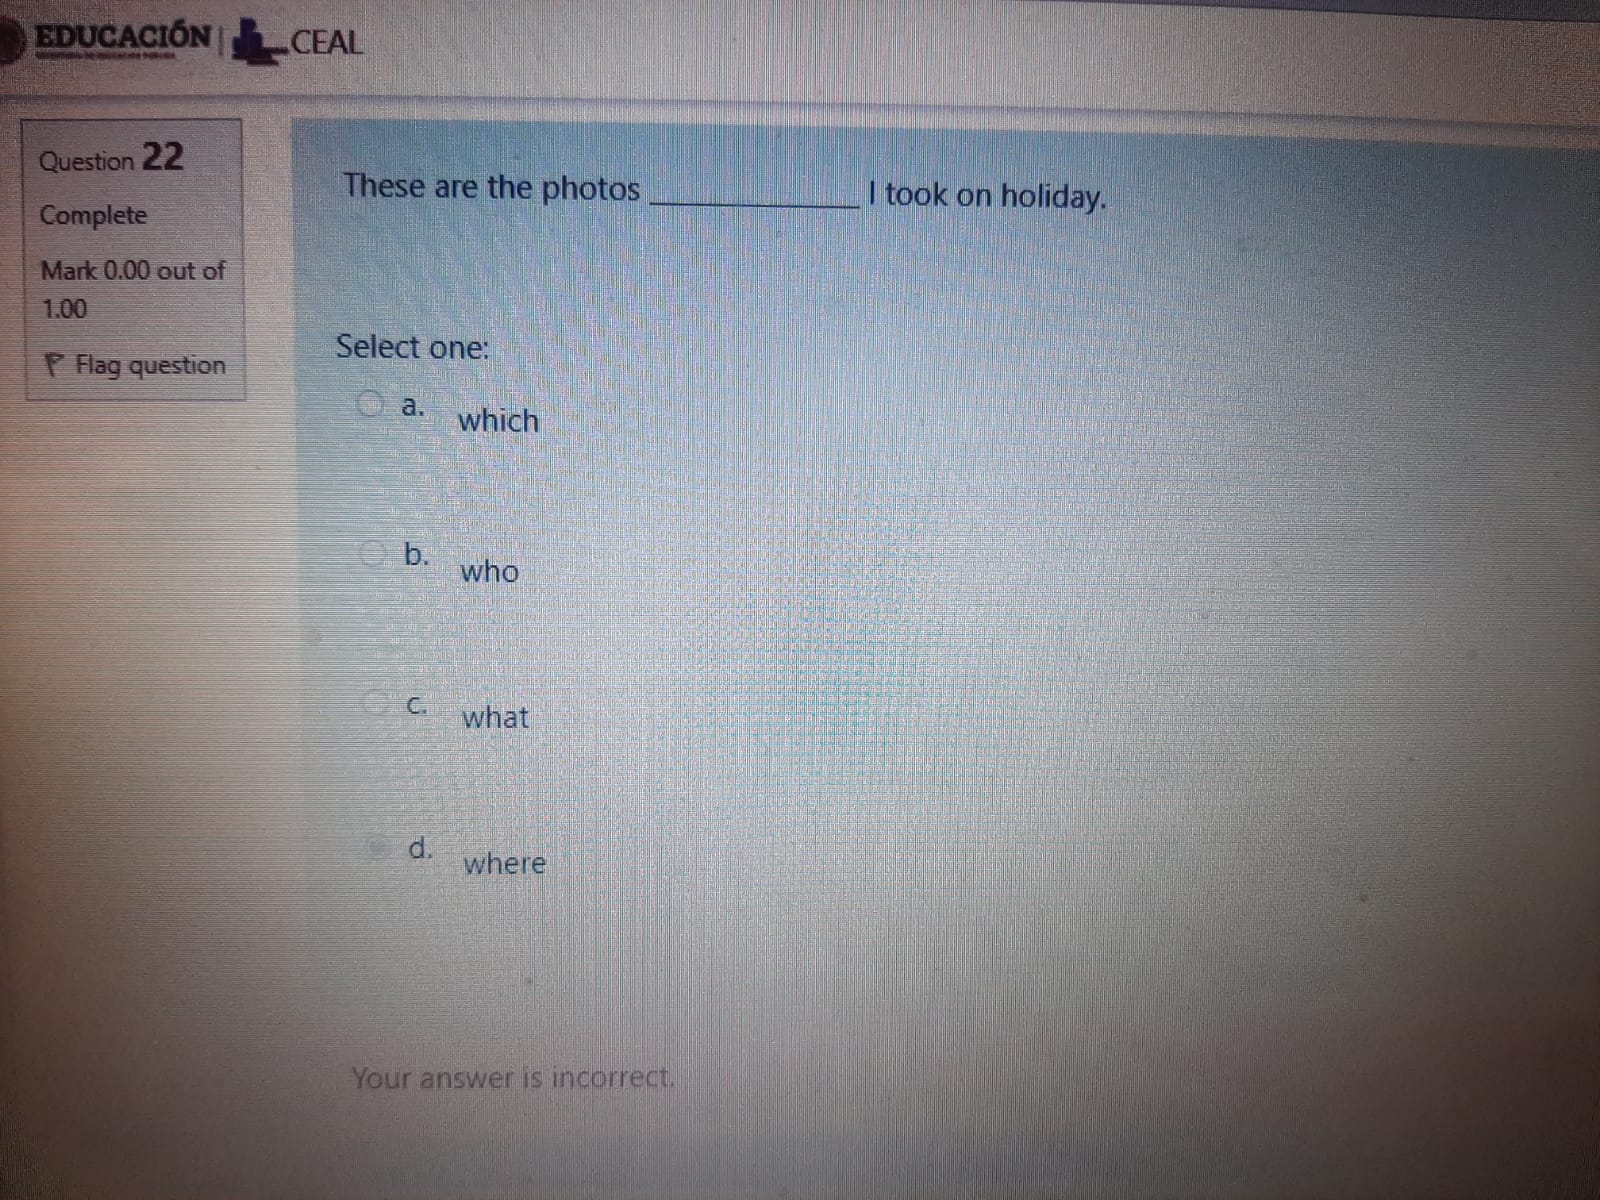 EDUCACIÓN | CEAL
Question 22
Complete
Mark 0.00 out of
1.00
Flag question
These are the photos ____________ I took on holiday.
Select one:
a. which
b. who
c. what
d. where
Your answer is incorrect.